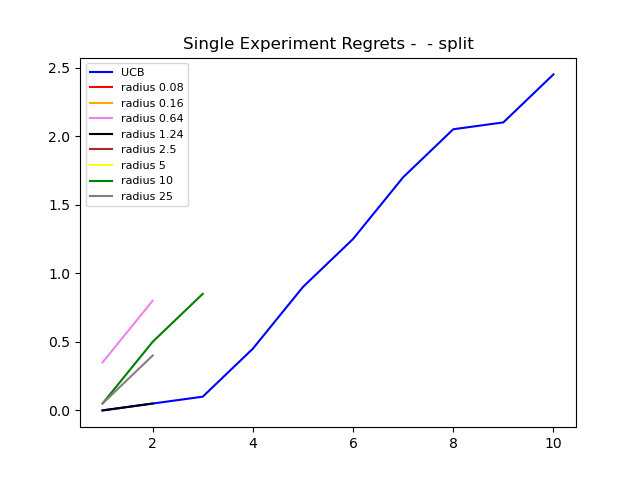 Single Experiment Regrets -  - split
2.5
2.0
1.5
1.0
0.5
0.0
UCB
radius 0.08
radius 0.16
radius 0.64
radius 1.24
radius 2.5
radius 5
radius 10
radius 25
2 4 6 8 10